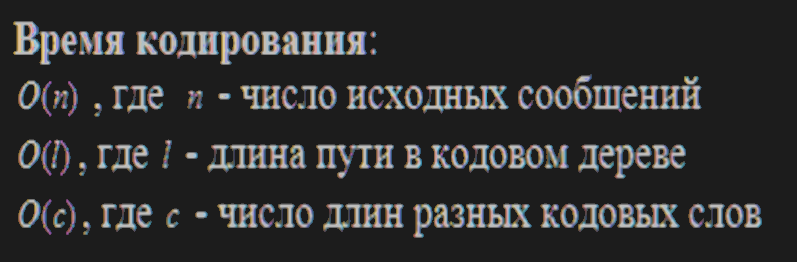 Время кодирования:
O(n) , где n - число исходных сообщений
O(l), где l - длина пути в кодовом дереве
O(c), где c - число длин разных кодовых слов